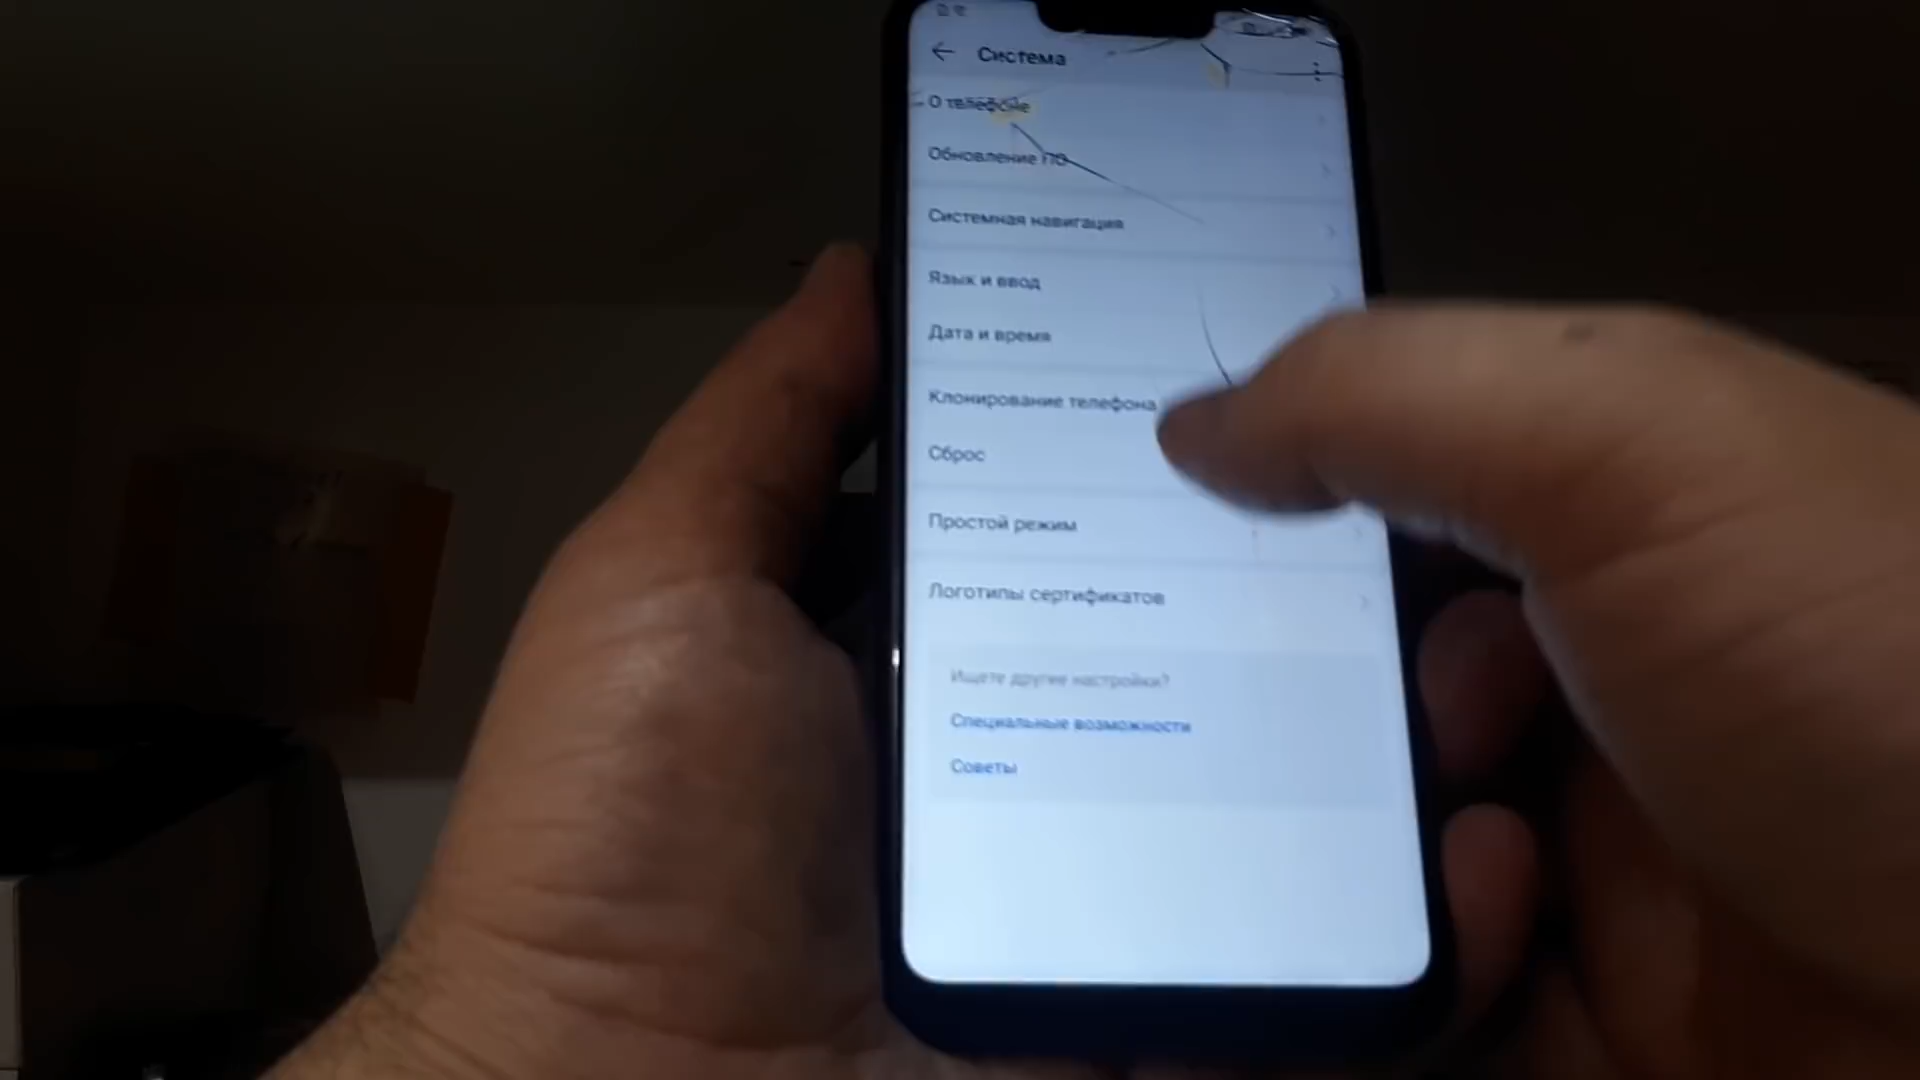 Система
О телефоне
Обновление ПО
Системная навигация
Язык и ввод
Дата и время
Клонирование телефона
Сброс
Простой режим
Логотипы сертификатов
Ищете другие настройки?
Специальные возможности
Советы